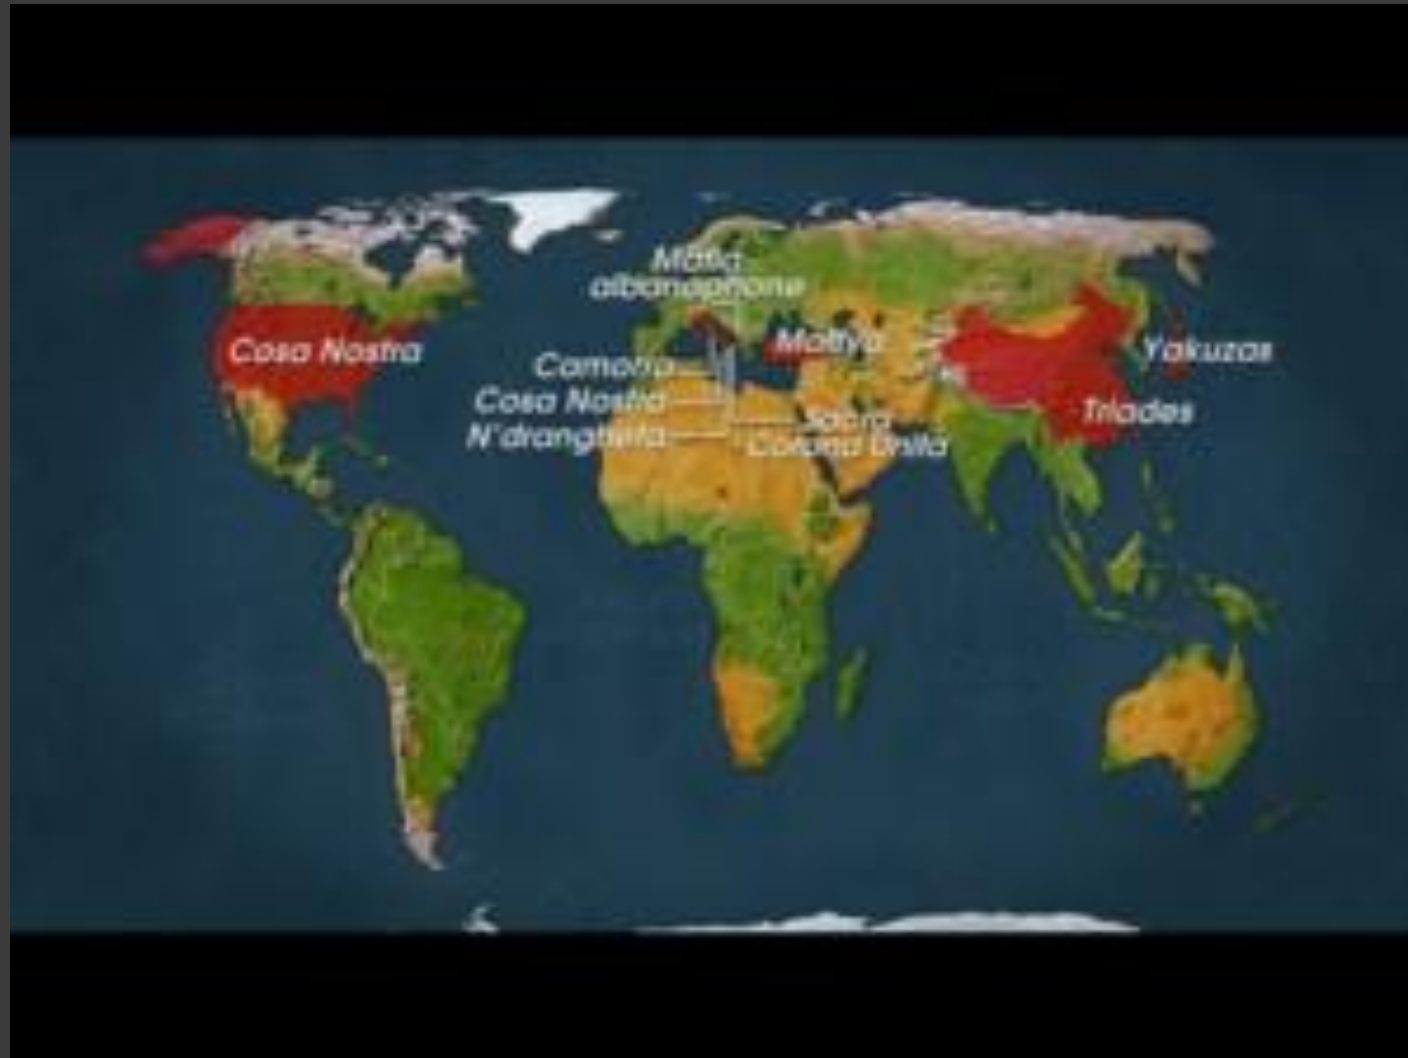 Mafia
albanophone
Cosa Nostra
Mafiya
Yakuzas
Camorra
Cosa Nostra
Triades
N'drangheta
Sacra
Corona Unita